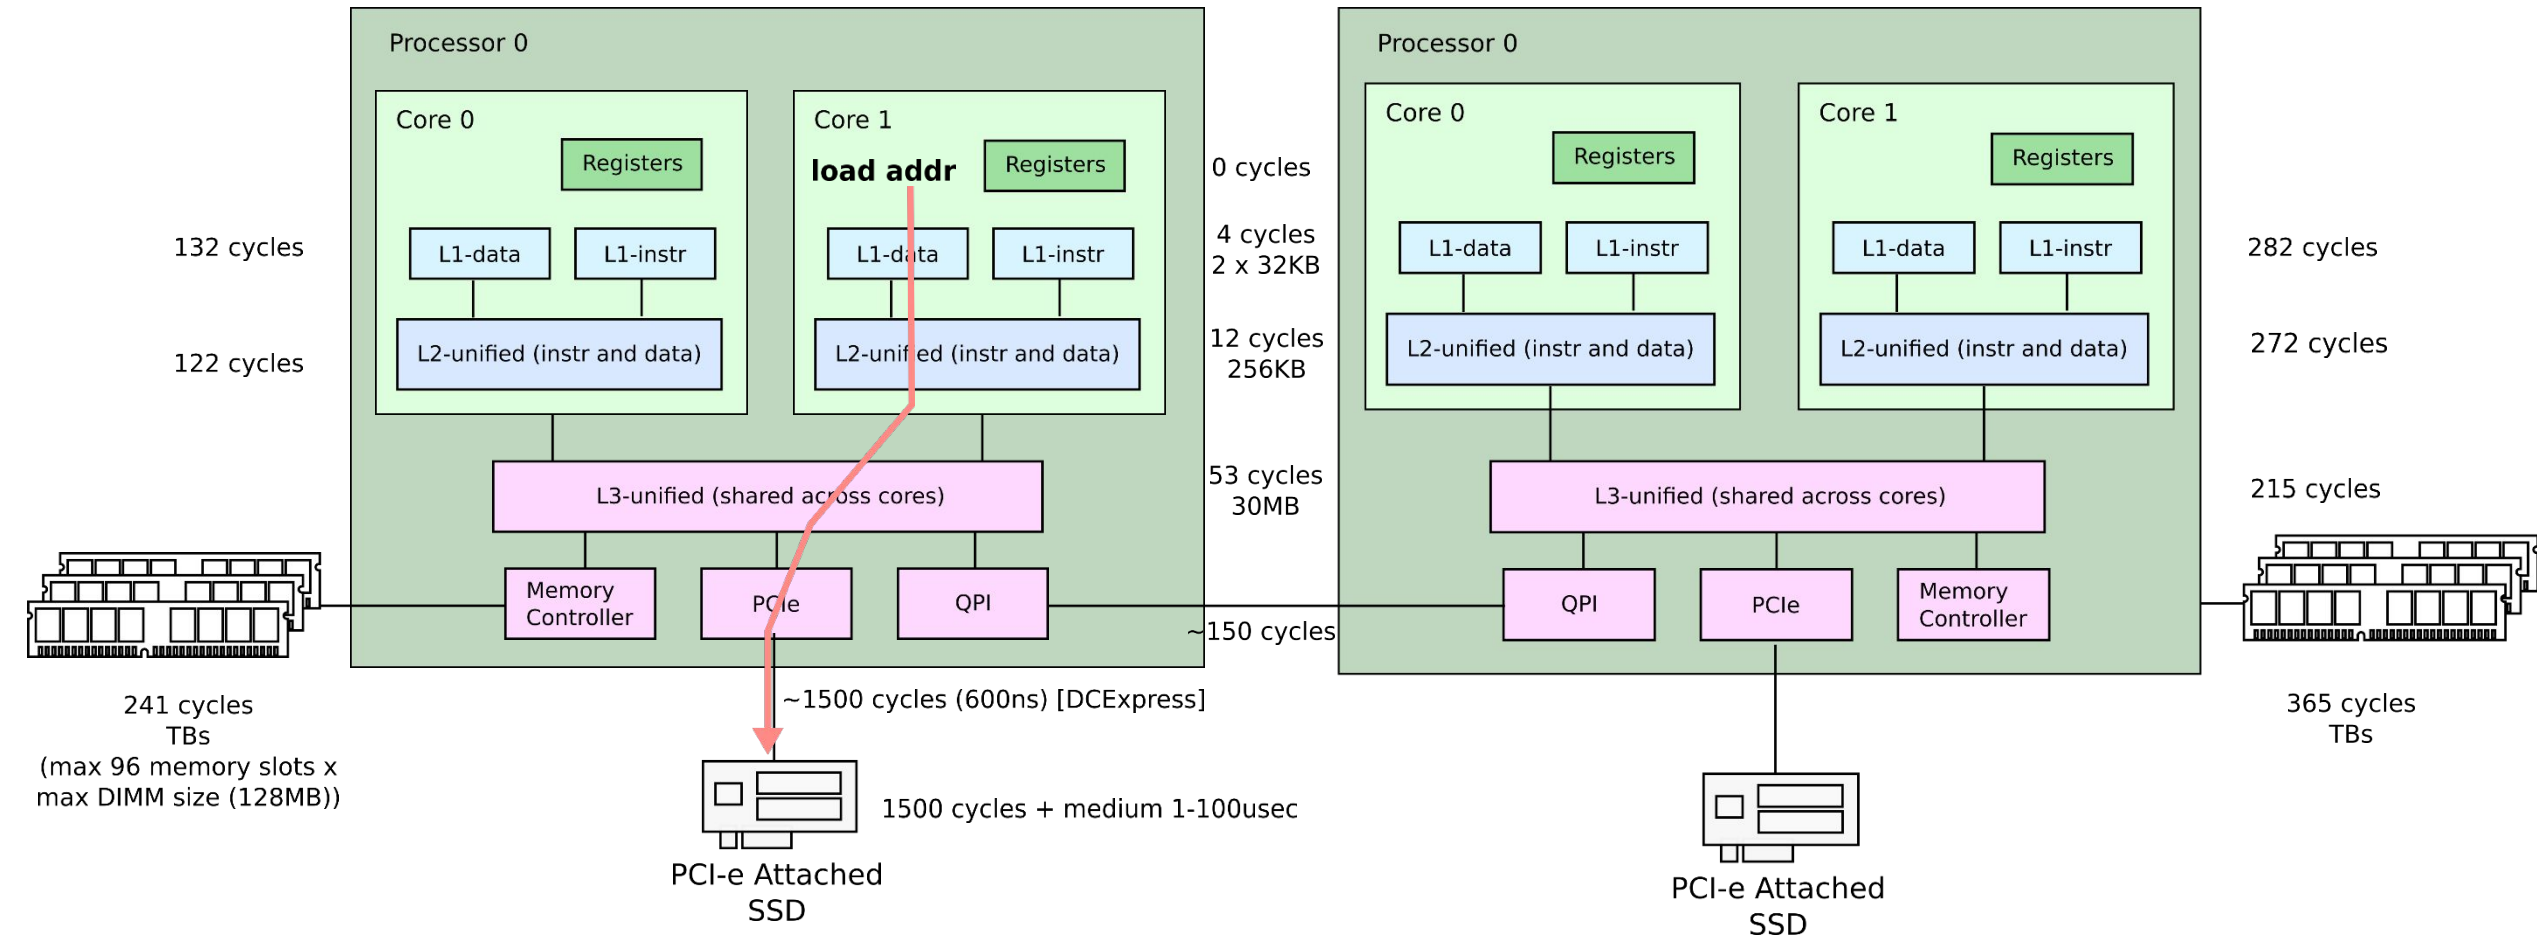 Processor 0
Core 0
Registers
L1-data
L1-instr
L2-unified (instr and data)
Core 1
load addr
Registers
L1-data
L1-instr
L2-unified (instr and data)
L3-unified (shared across cores)
Memory
Controller
PCIe
QPI
132 cycles
122 cycles
241 cycles
TBs
(max 96 memory slots x
max DIMM size (128MB))
0 cycles
4 cycles
2 x 32KB
12 cycles
256KB
53 cycles
30MB
~150 cycles
~1500 cycles (600ns) [DCExpress]
1500 cycles + medium 1-100usec
PCI-e Attached
SSD
Processor 0
Core 0
Registers
L1-data
L1-instr
L2-unified (instr and data)
Core 1
Registers
L1-data
L1-instr
L2-unified (instr and data)
L3-unified (shared across cores)
QPI
PCIe
Memory
Controller
282 cycles
272 cycles
215 cycles
365 cycles
TBs
PCI-e Attached
SSD